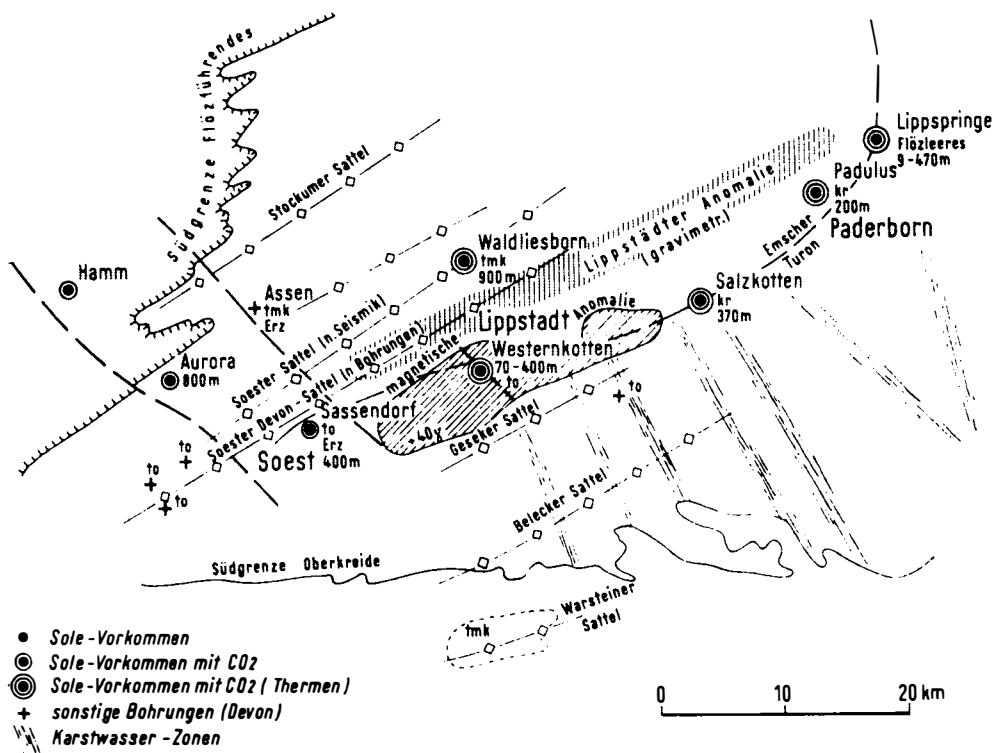 Südgrenze Flözführendes
Stockumer Sattel
Hamm
Assen
tmk
Erz
Aurora
800m
Waldliesborn
tmk
900m
Lippstädter Anomalie
(gravimetr.)
Lippspringe
Flözleeres
9-470m
Padulus
kr
200m
Paderborn
Emscher
Turon
Salzkotten
kr
370m
Soester Sattel (n. Seismik)
Soester Devon-Sattel (n. Bohrungen)
magnetische
Anomalie
Lippstadt
Westernkotten
70-400m
to
Sassendorf
to
Erz
400m
Soest
+40γ
Geseker Sattel
to
to
to
to
Belecker Sattel
Südgrenze Oberkreide
Warsteiner
Sattel
tmk
Sole-Vorkommen
Sole-Vorkommen mit CO2
Sole-Vorkommen mit CO2 (Thermen)
sonstige Bohrungen (Devon)
Karstwasser-Zonen
0 10 20 km